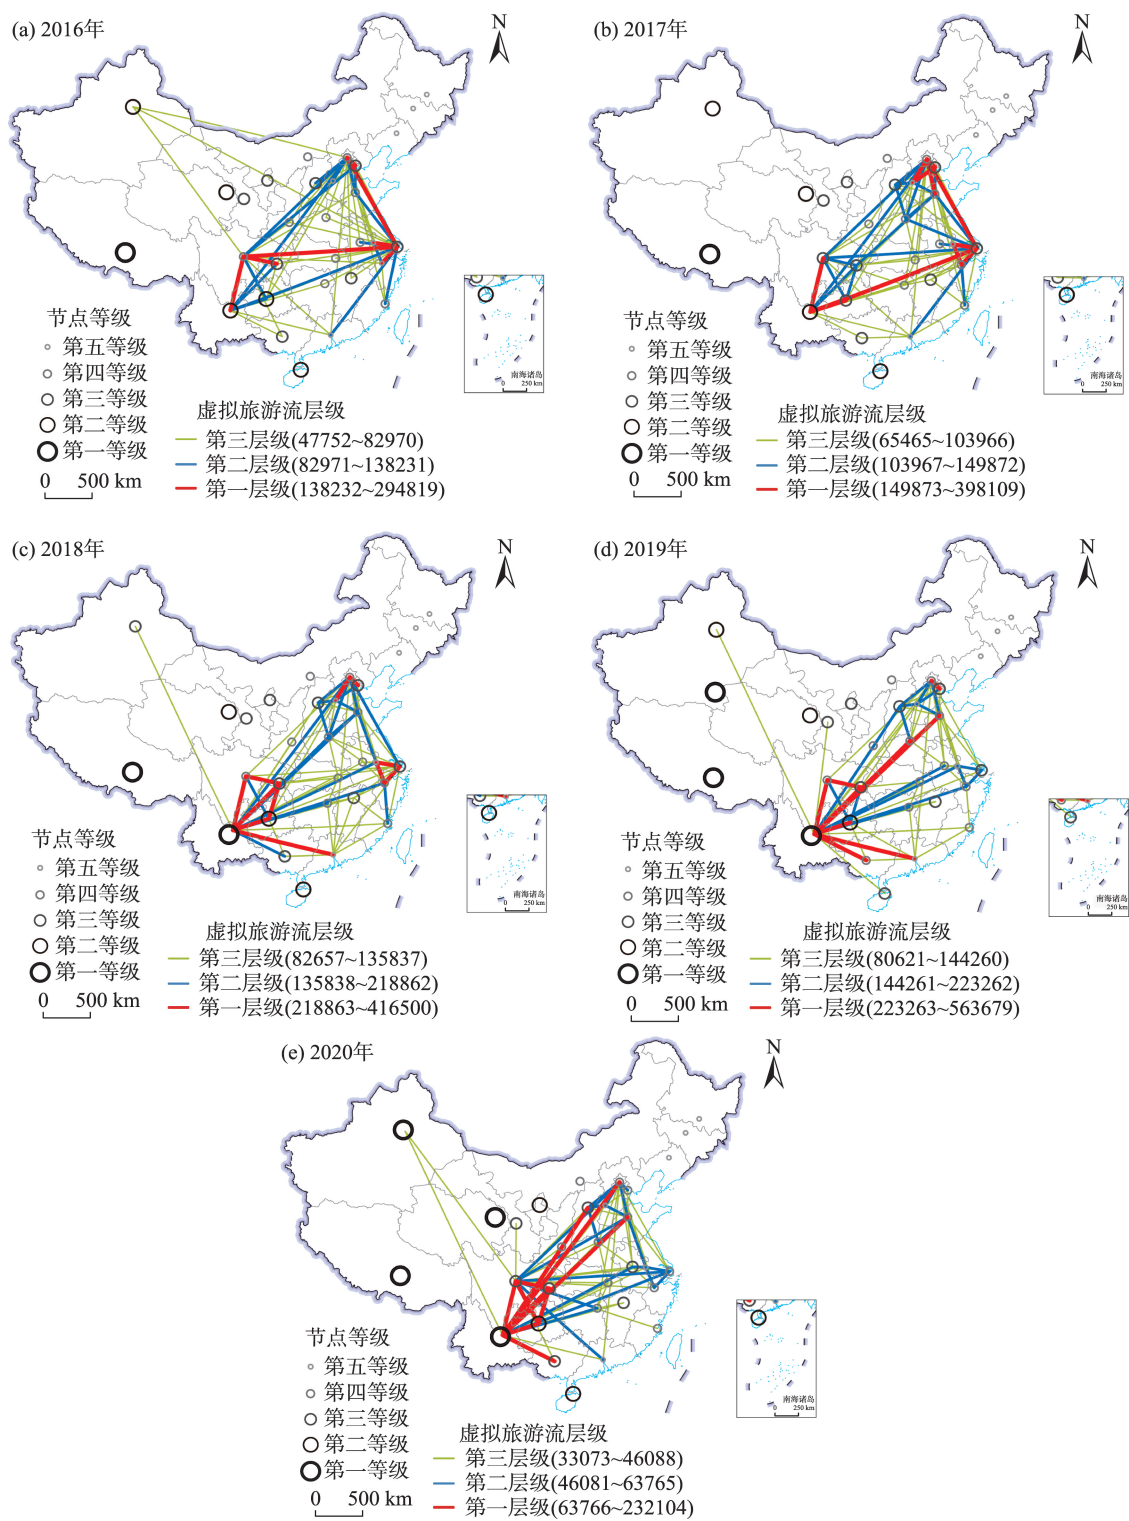 (a) 2016年
N
节点等级
第五等级
第四等级
第三等级
第二等级
第一等级
0 500 km
虚拟旅游流层级
第三层级(47752~82970)
第二层级(82971~138231)
第一层级(138232~294819)
南海诸岛
0 250 km
(b) 2017年
N
节点等级
第五等级
第四等级
第三等级
第二等级
第一等级
0 500 km
虚拟旅游流层级
第三层级(65465~103966)
第二层级(103967~149872)
第一层级(149873~398109)
南海诸岛
0 250 km
(c) 2018年
N
节点等级
第五等级
第四等级
第三等级
第二等级
第一等级
0 500 km
虚拟旅游流层级
第三层级(82657~135837)
第二层级(135838~218862)
第一层级(218863~416500)
南海诸岛
0 250 km
(d) 2019年
N
节点等级
第五等级
第四等级
第三等级
第二等级
第一等级
0 500 km
虚拟旅游流层级
第三层级(80621~144260)
第二层级(144261~223262)
第一层级(223263~563679)
南海诸岛
0 250 km
(e) 2020年
N
节点等级
第五等级
第四等级
第三等级
第二等级
第一等级
0 500 km
虚拟旅游流层级
第三层级(33073~46088)
第二层级(46081~63765)
第一层级(63766~232104)
南海诸岛
0 250 km